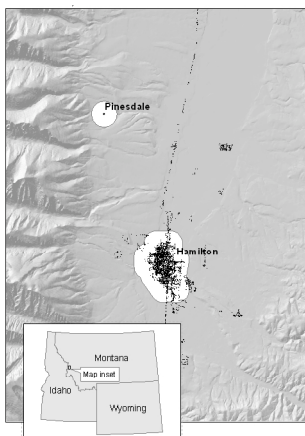 Pinesdale
Hamilton
Montana
Map inset
Idaho
Wyoming